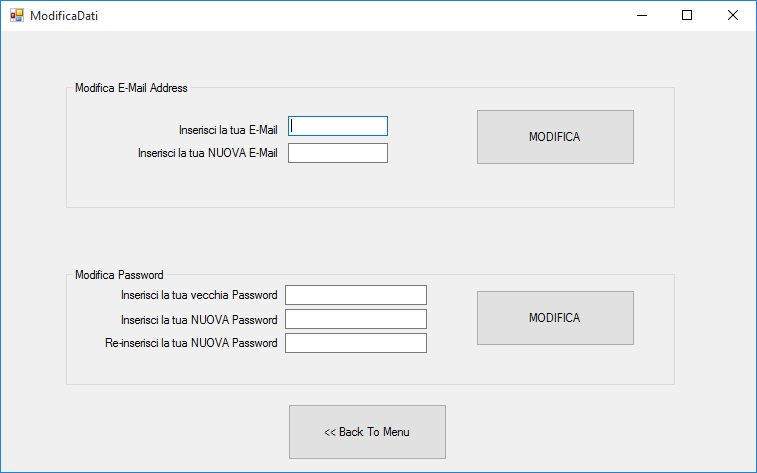 ModificaDati
Modifica E-Mail Address
Inserisci la tua E-Mail
MODIFICA
Inserisci la tua NUOVA E-Mail
Modifica Password
Inserisci la tua vecchia Password
Inserisci la tua NUOVA Password
MODIFICA
Re-inserisci la tua NUOVA Password
<< Back To Menu